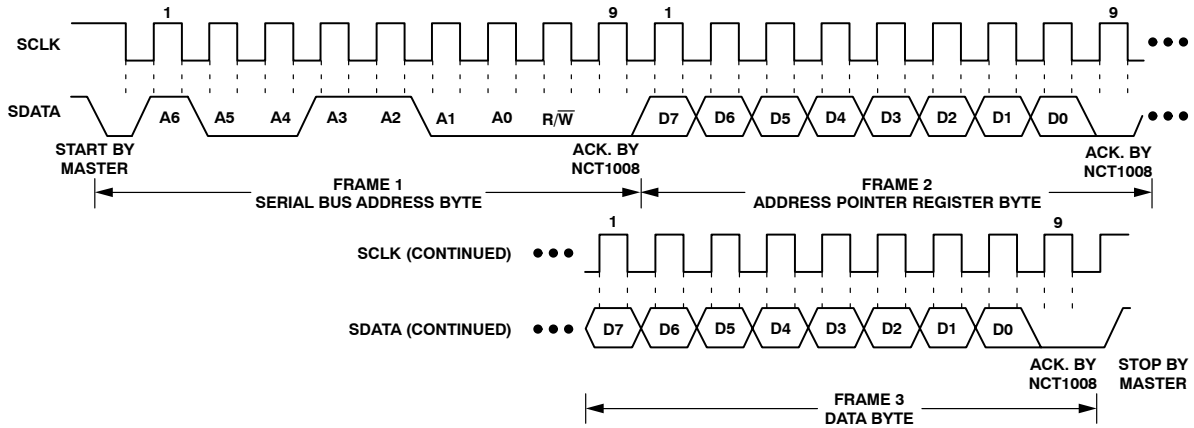 1 9 1 9
SCLK
SDATA A6 A5 A4 A3 A2 A1 A0 R/W̅ D7 D6 D5 D4 D3 D2 D1 D0
START BY
MASTER
ACK. BY
NCT1008
ACK. BY
NCT1008
FRAME 1
SERIAL BUS ADDRESS BYTE
FRAME 2
ADDRESS POINTER REGISTER BYTE
1 9
SCLK (CONTINUED)
SDATA (CONTINUED) D7 D6 D5 D4 D3 D2 D1 D0
ACK. BY
NCT1008
STOP BY
MASTER
FRAME 3
DATA BYTE